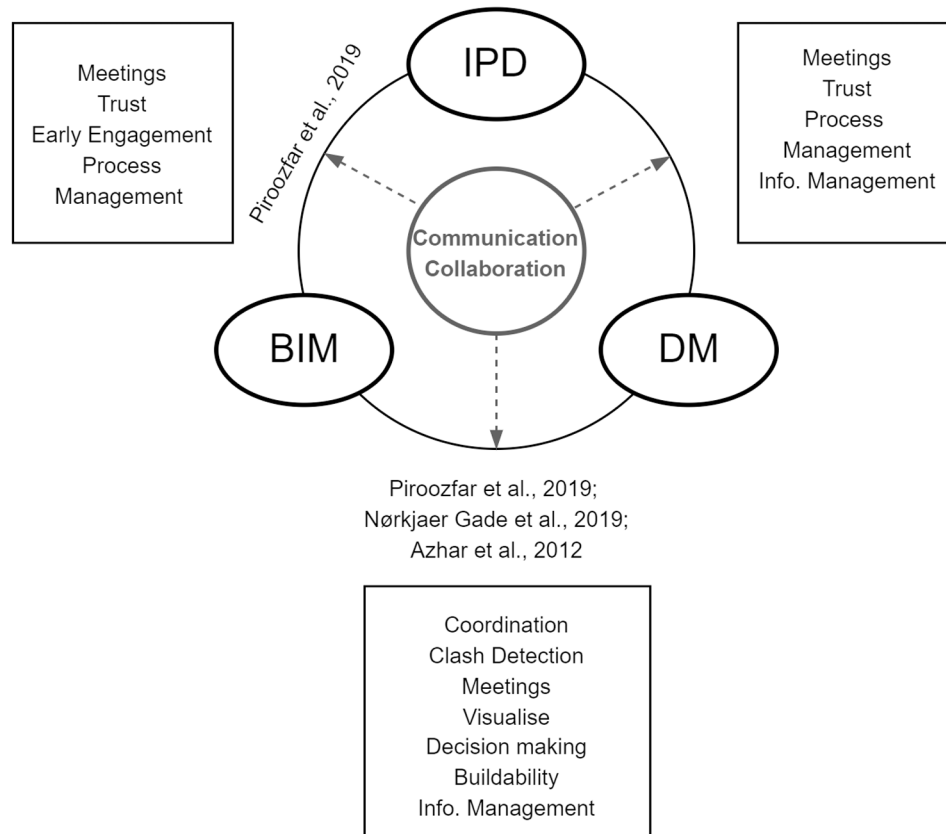 IPD
Meetings
Trust
Early Engagement
Process
Management
Piroozfar et al., 2019
Meetings
Trust
Process
Management
Info. Management
Communication
Collaboration
BIM
DM
Piroozfar et al., 2019;
Nørkjaer Gade et al., 2019;
Azhar et al., 2012
Coordination
Clash Detection
Meetings
Visualise
Decision making
Buildability
Info. Management